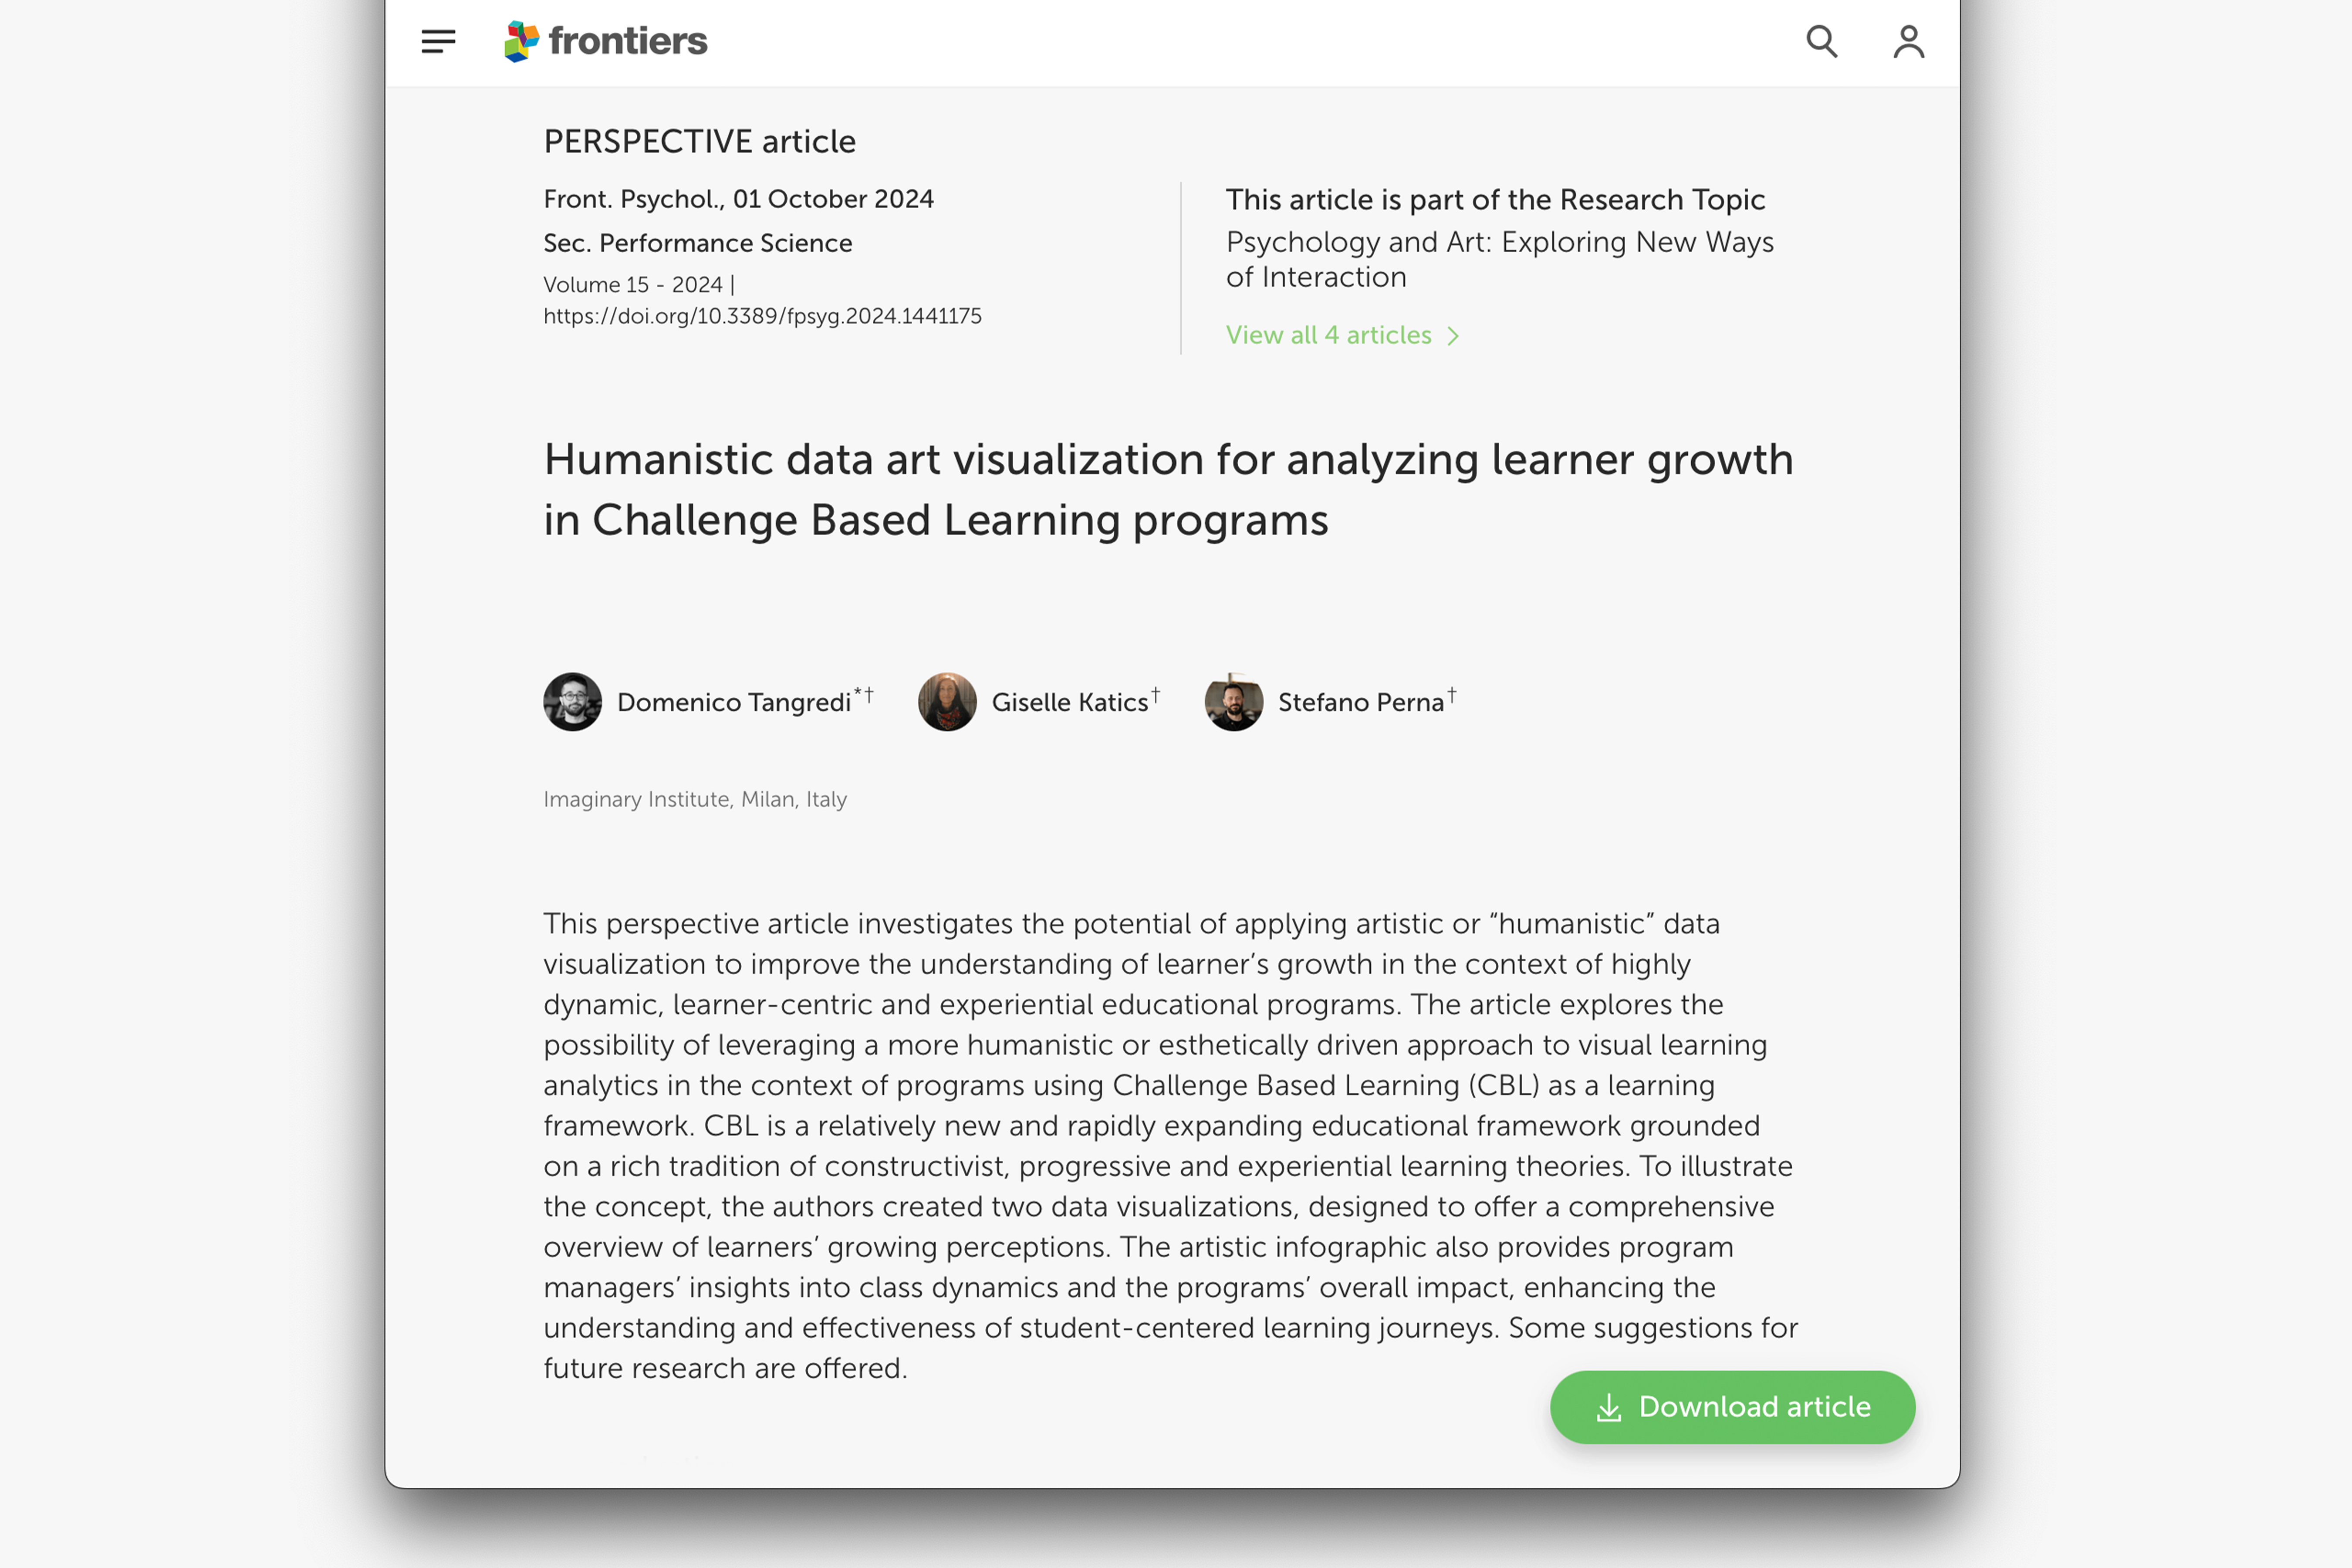 frontiers
PERSPECTIVE article
Front. Psychol., 01 October 2024
Sec. Performance Science
Volume 15 - 2024 |
https://doi.org/10.3389/fpsyg.2024.1441175
This article is part of the Research Topic
Psychology and Art: Exploring New Ways
of Interaction
View all 4 articles
Humanistic data art visualization for analyzing learner growth
in Challenge Based Learning programs
Domenico Tangredi*† Giselle Katics† Stefano Perna†
Imaginary Institute, Milan, Italy
This perspective article investigates the potential of applying artistic or “humanistic” data
visualization to improve the understanding of learner’s growth in the context of highly
dynamic, learner-centric and experiential educational programs. The article explores the
possibility of leveraging a more humanistic or esthetically driven approach to visual learning
analytics in the context of programs using Challenge Based Learning (CBL) as a learning
framework. CBL is a relatively new and rapidly expanding educational framework grounded
on a rich tradition of constructivist, progressive and experiential learning theories. To illustrate
the concept, the authors created two data visualizations, designed to offer a comprehensive
overview of learners’ growing perceptions. The artistic infographic also provides program
managers’ insights into class dynamics and the programs’ overall impact, enhancing the
understanding and effectiveness of student-centered learning journeys. Some suggestions for
future research are offered.
Download article